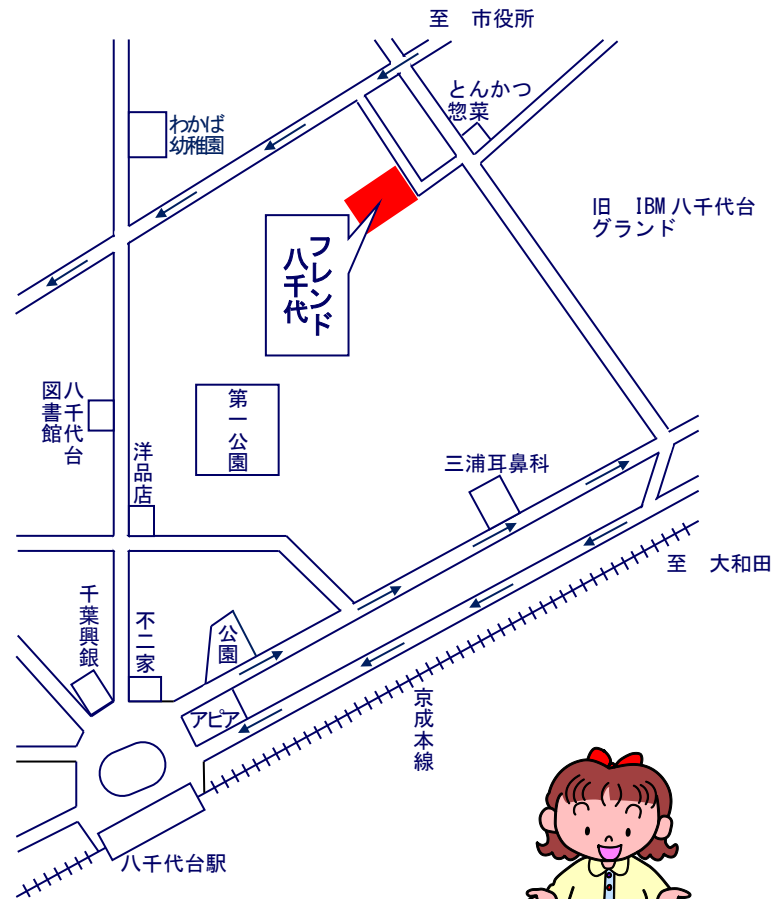 至　市役所
とんかつ
惣菜
わかば
幼稚園
旧　IBM八千代台
グランド
フレンド
八千代
八千代台
図書館
第一公園
洋品店
三浦耳鼻科
至　大和田
千葉興銀
不二家
公園
アピア
京成本線
八千代台駅